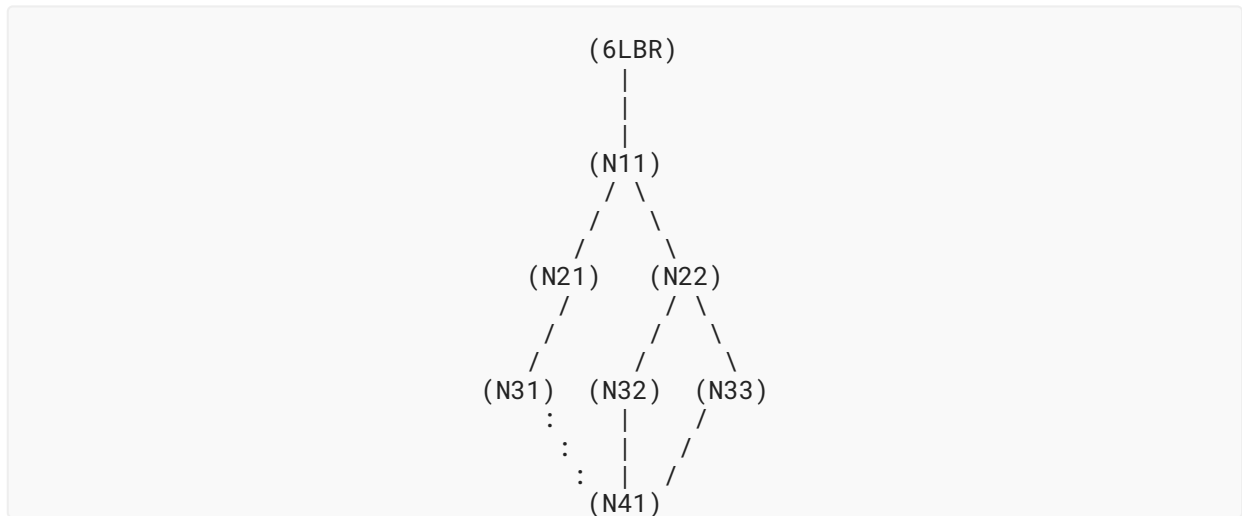 (6LBR)
|
|
|
(N11)
/ \
/ \
/ \
(N21) (N22)
/ / \
/ / \
/ / \
(N31) (N32) (N33)
: | /
: | /
: | /
(N41)